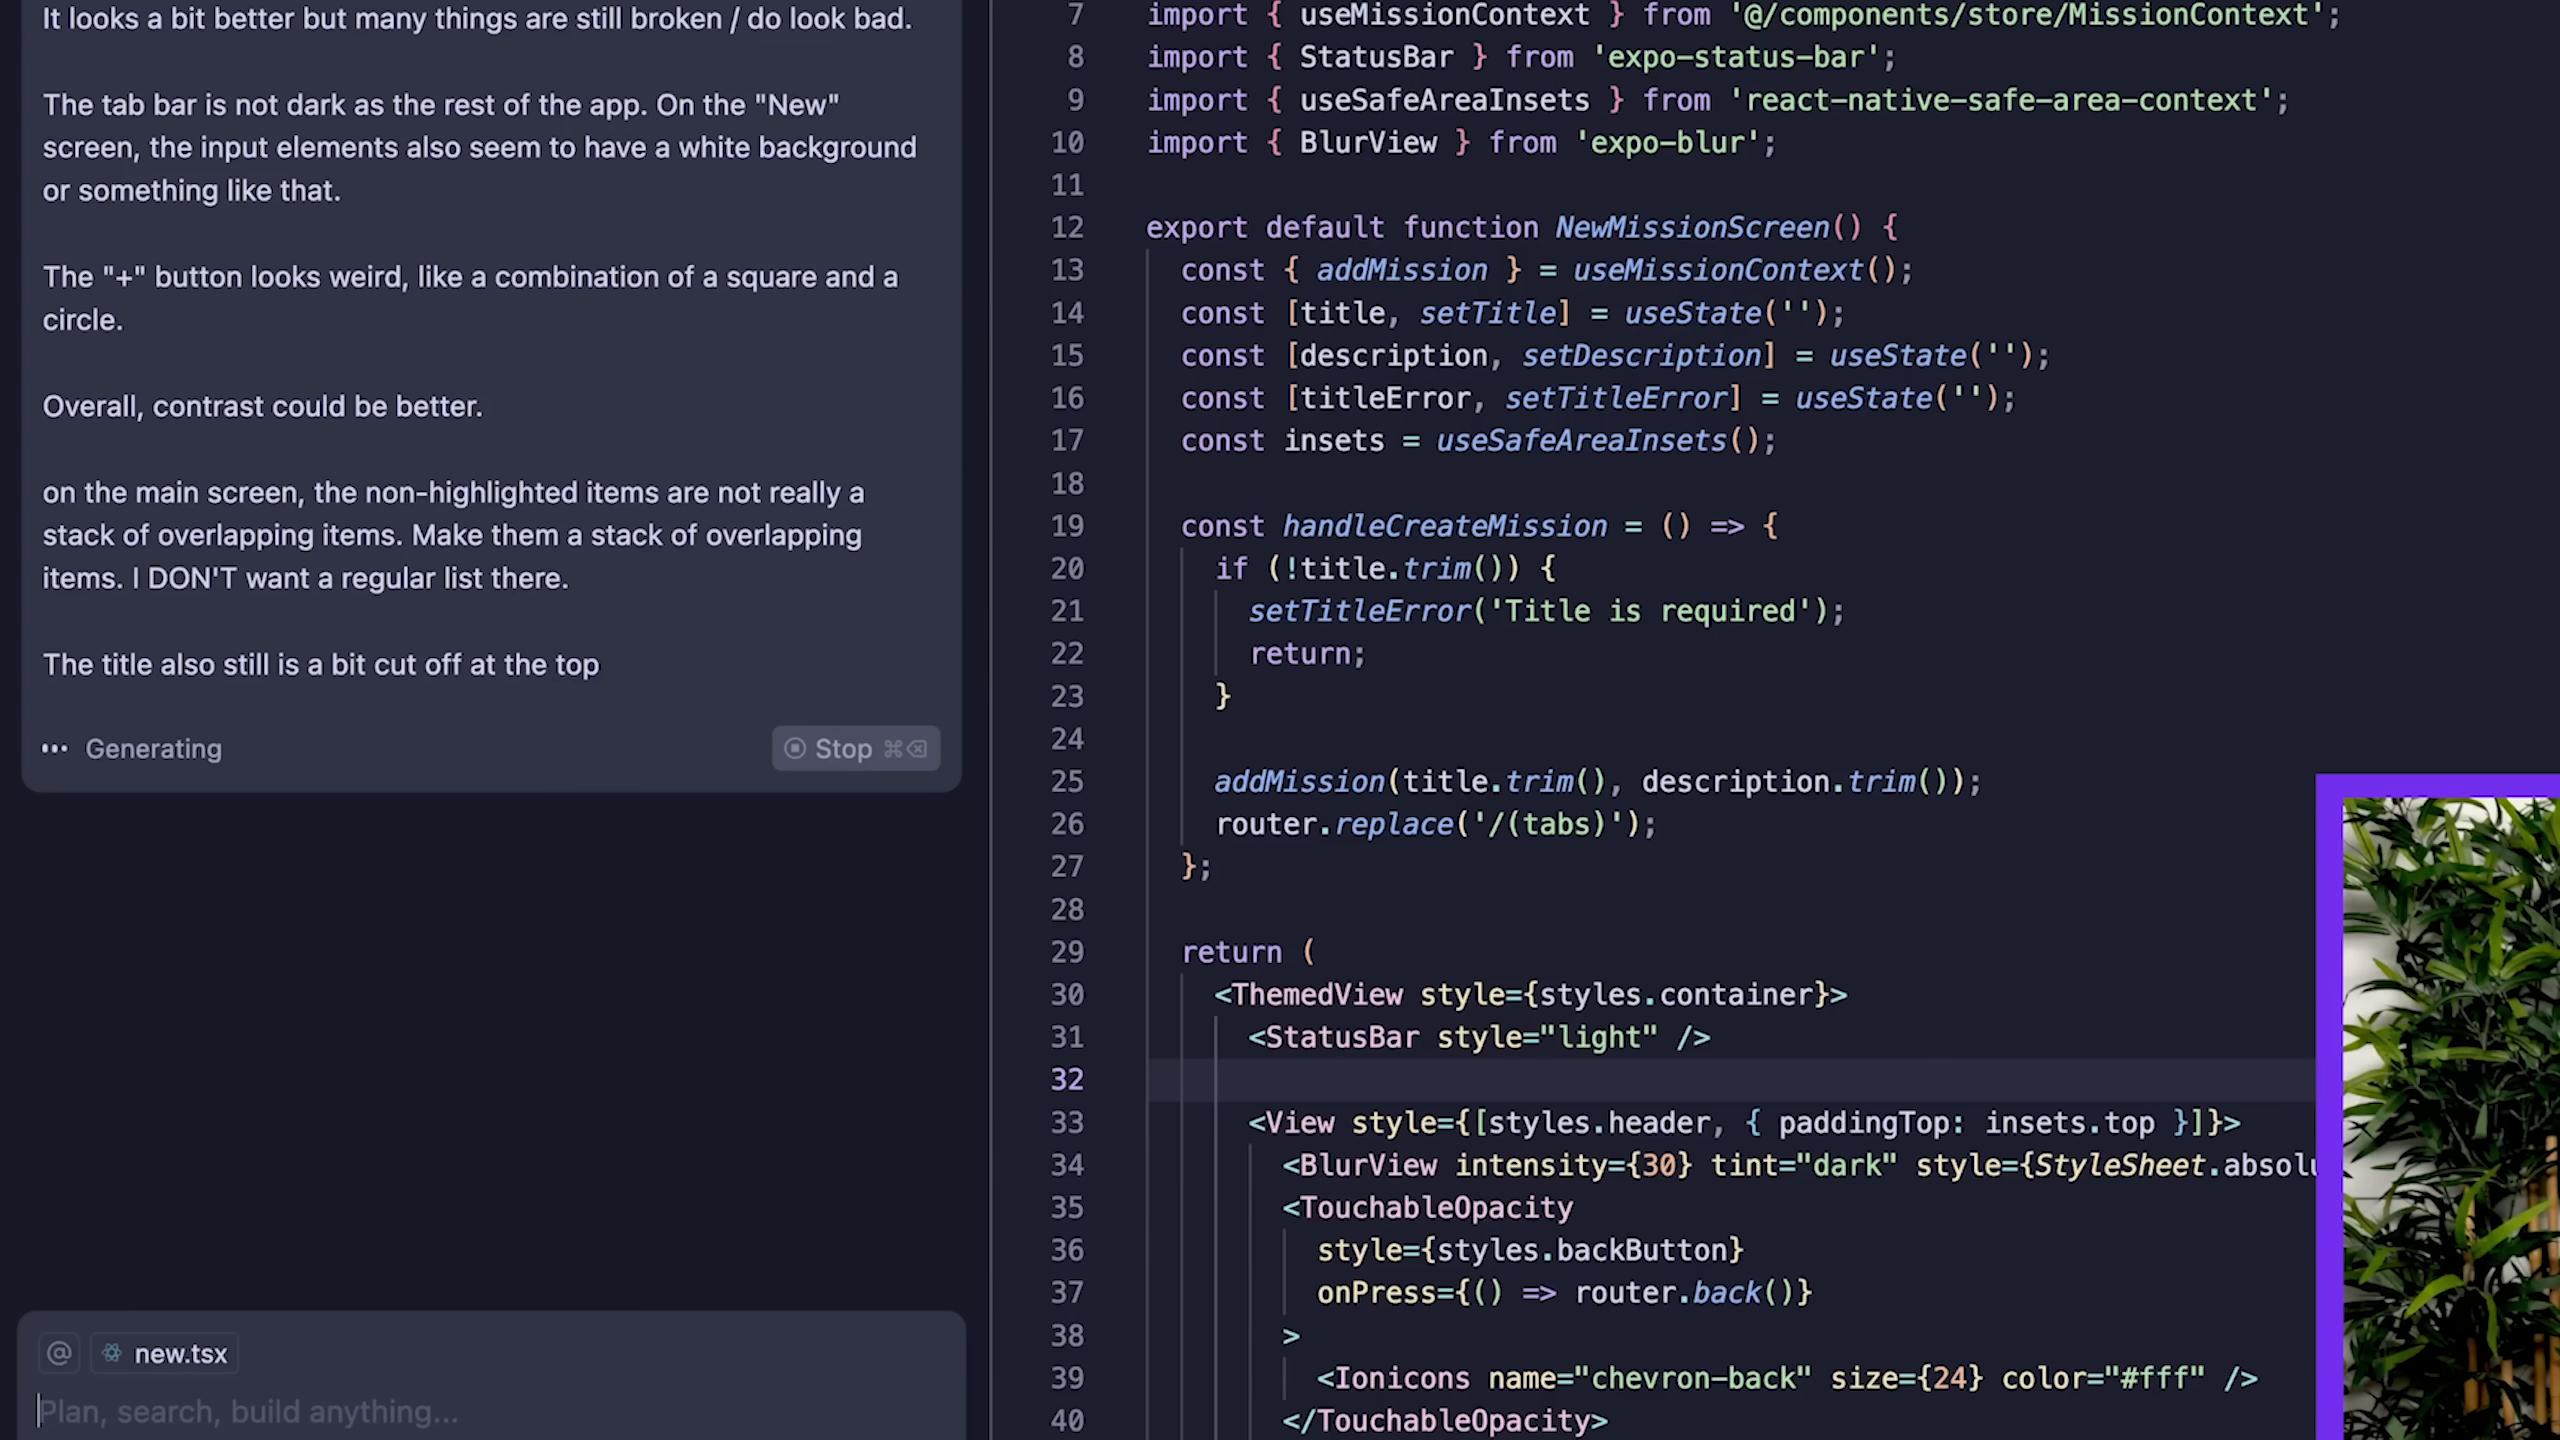 It looks a bit better but many things are still broken / do look bad.
The tab bar is not dark as the rest of the app. On the "New"
screen, the input elements also seem to have a white background
or something like that.
The "+" button looks weird, like a combination of a square and a
circle.
Overall, contrast could be better.
on the main screen, the non-highlighted items are not really a
stack of overlapping items. Make them a stack of overlapping
items. I DON'T want a regular list there.
The title also still is a bit cut off at the top
••• Generating
Stop ⌘⌫
@ new.tsx
Plan, search, build anything...
7 import { useMissionContext } from '@/components/store/MissionContext';
8 import { StatusBar } from 'expo-status-bar';
9 import { useSafeAreaInsets } from 'react-native-safe-area-context';
10 import { BlurView } from 'expo-blur';
11
12 export default function NewMissionScreen() {
13 const { addMission } = useMissionContext();
14 const [title, setTitle] = useState('');
15 const [description, setDescription] = useState('');
16 const [titleError, setTitleError] = useState('');
17 const insets = useSafeAreaInsets();
18
19 const handleCreateMission = () => {
20 if (!title.trim()) {
21 setTitleError('Title is required');
22 return;
23 }
24
25 addMission(title.trim(), description.trim());
26 router.replace('/(tabs)');
27 };
28
29 return (
30 <ThemedView style={styles.container}>
31 <StatusBar style="light" />
32
33 <View style={[styles.header, { paddingTop: insets.top }]}>
34 <BlurView intensity={30} tint="dark" style={StyleSheet.absolu
35 <TouchableOpacity
36 style={styles.backButton}
37 onPress={() => router.back()}
38 >
39 <Ionicons name="chevron-back" size={24} color="#fff" />
40 </TouchableOpacity>